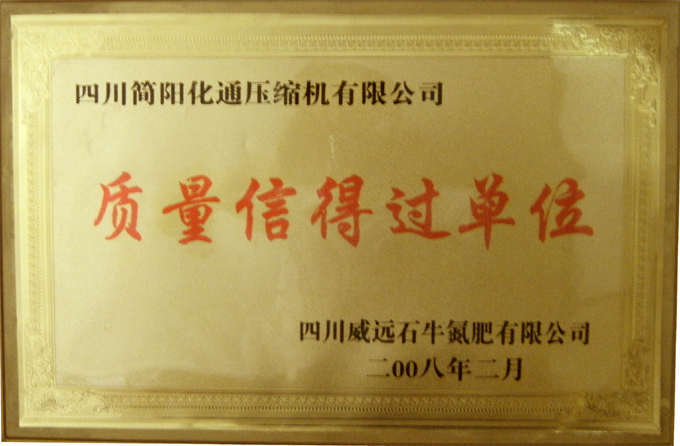 四川简阳化通压缩机有限公司
质量信得过单位
四川威远石牛氮肥有限公司
二00八年二月